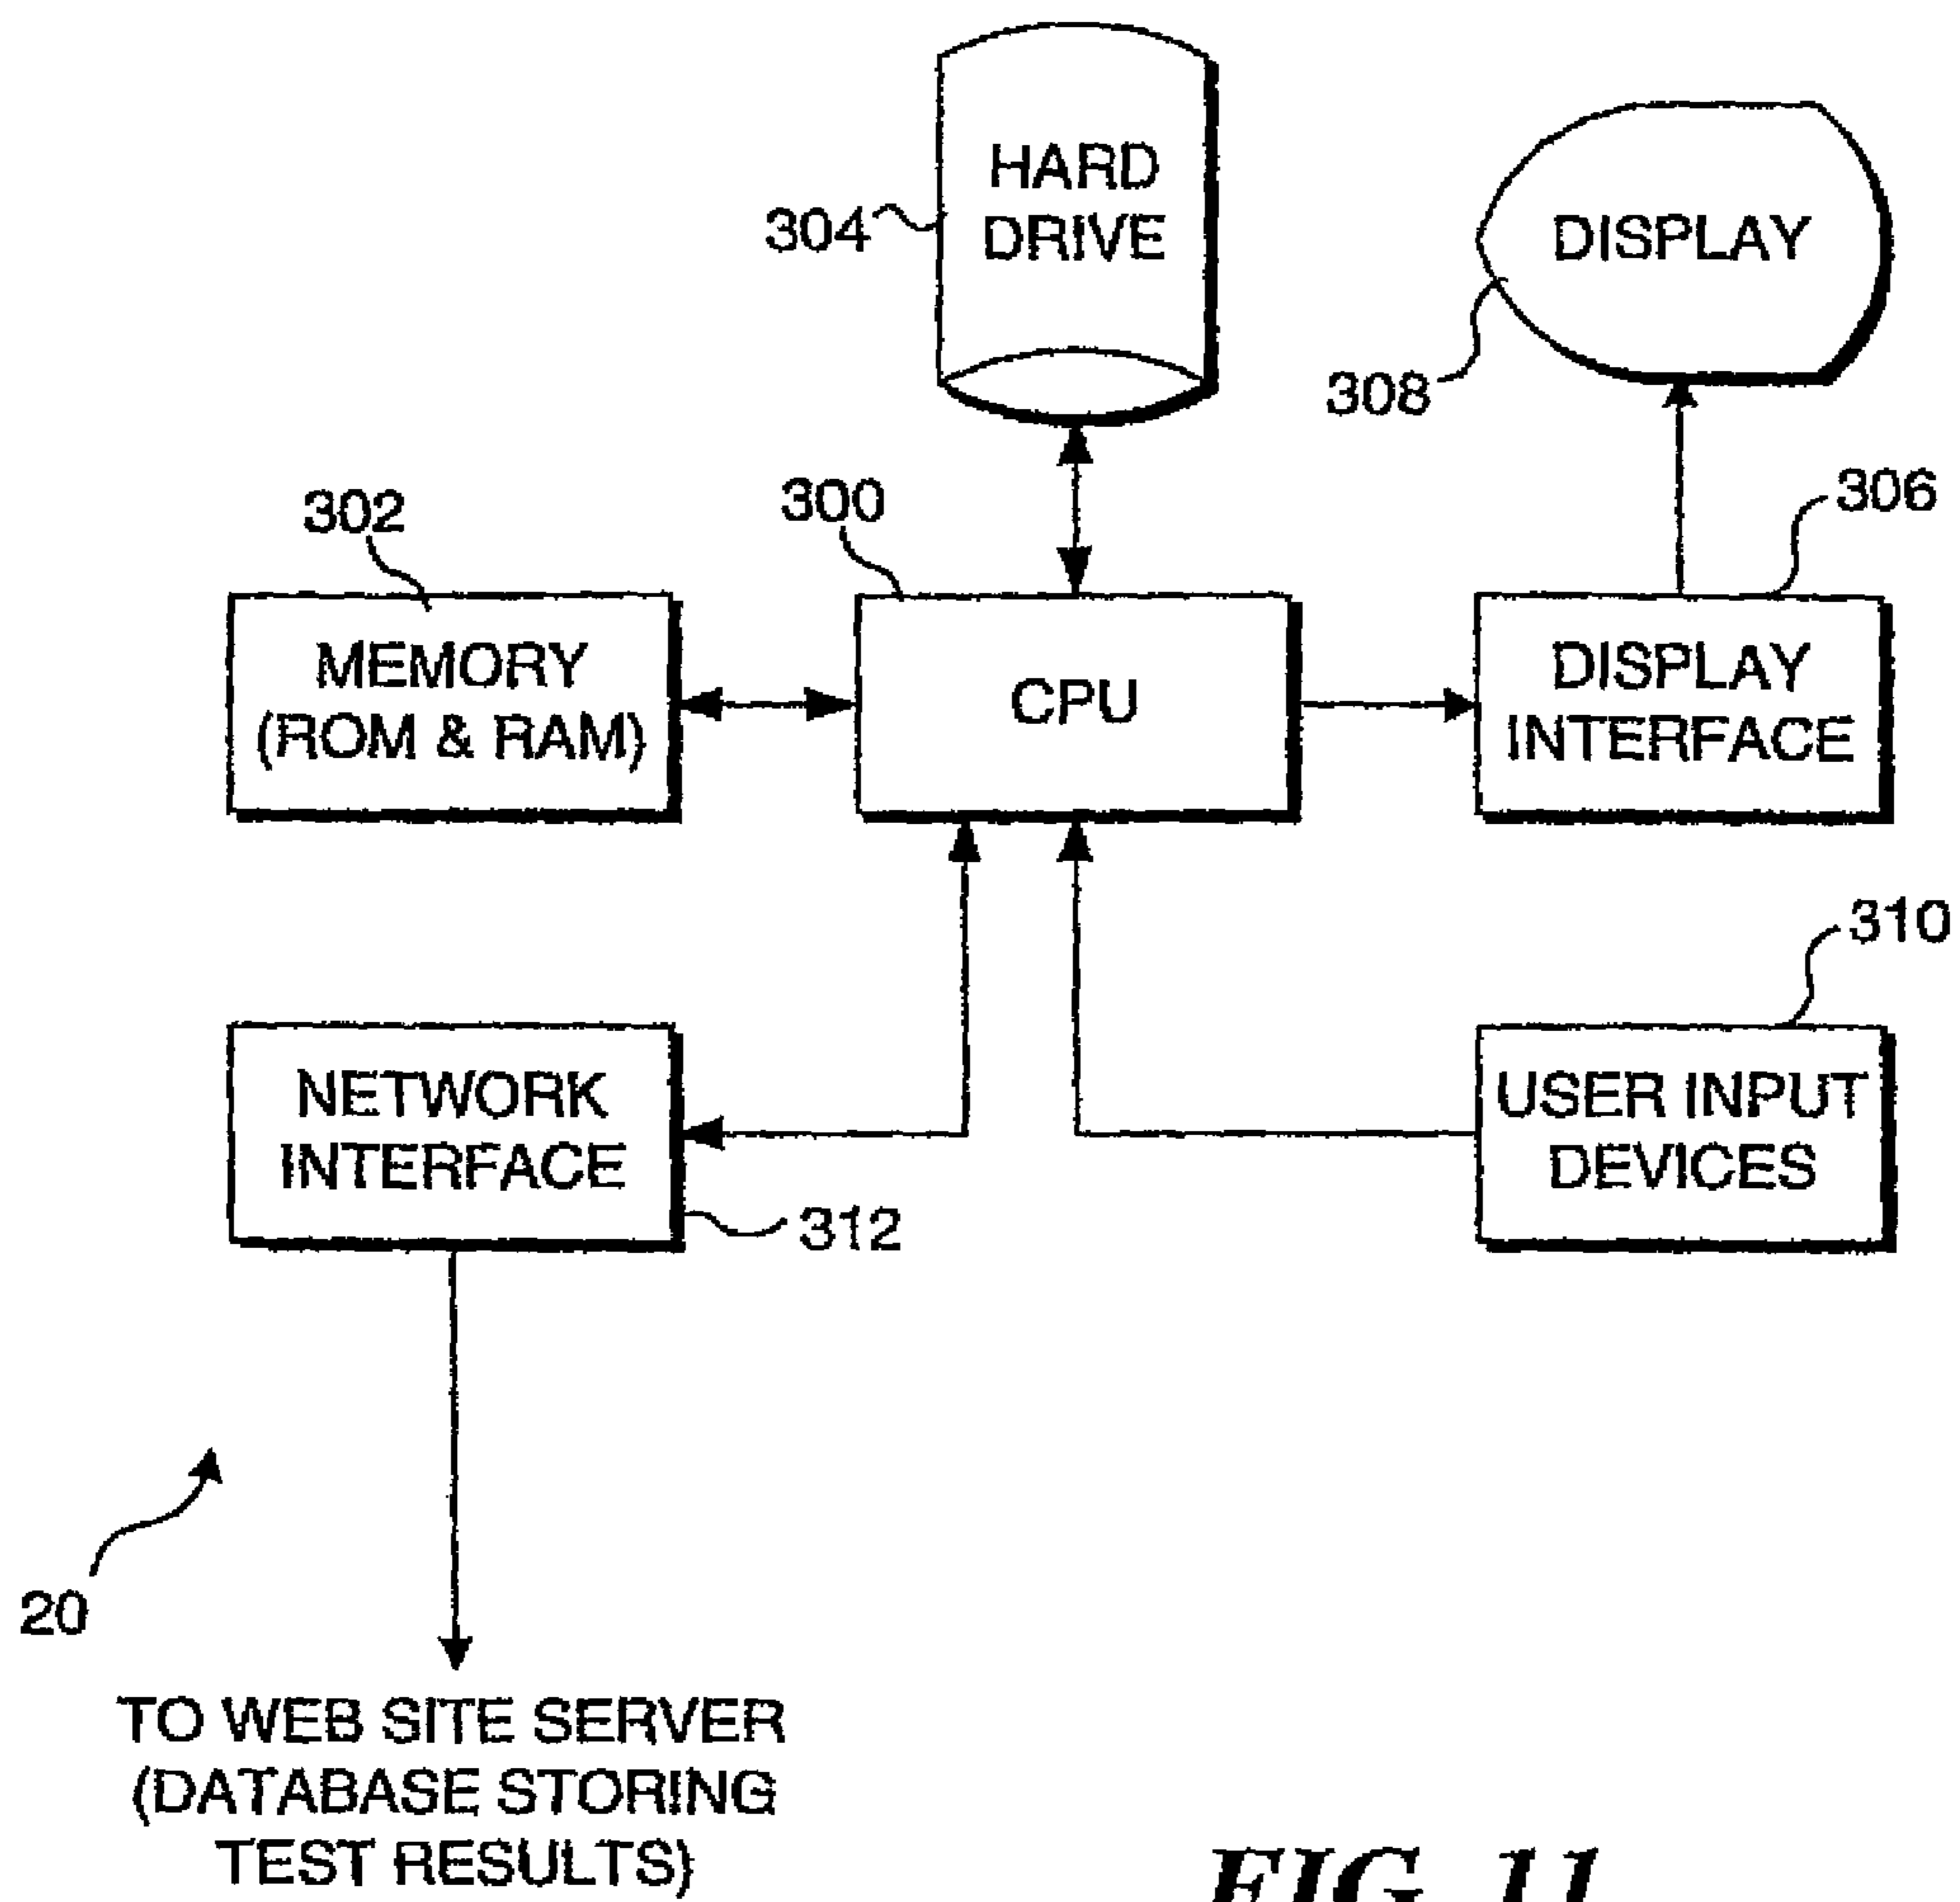 HARD
DRIVE
304
DISPLAY
308
302
300
306
MEMORY
(ROM & RAM)
CPU
DISPLAY
INTERFACE
310
NETWORK
INTERFACE
312
USER INPUT
DEVICES
20
TO WEB SITE SERVER
(DATABASE STORING
TEST RESULTS)
FIG. 11